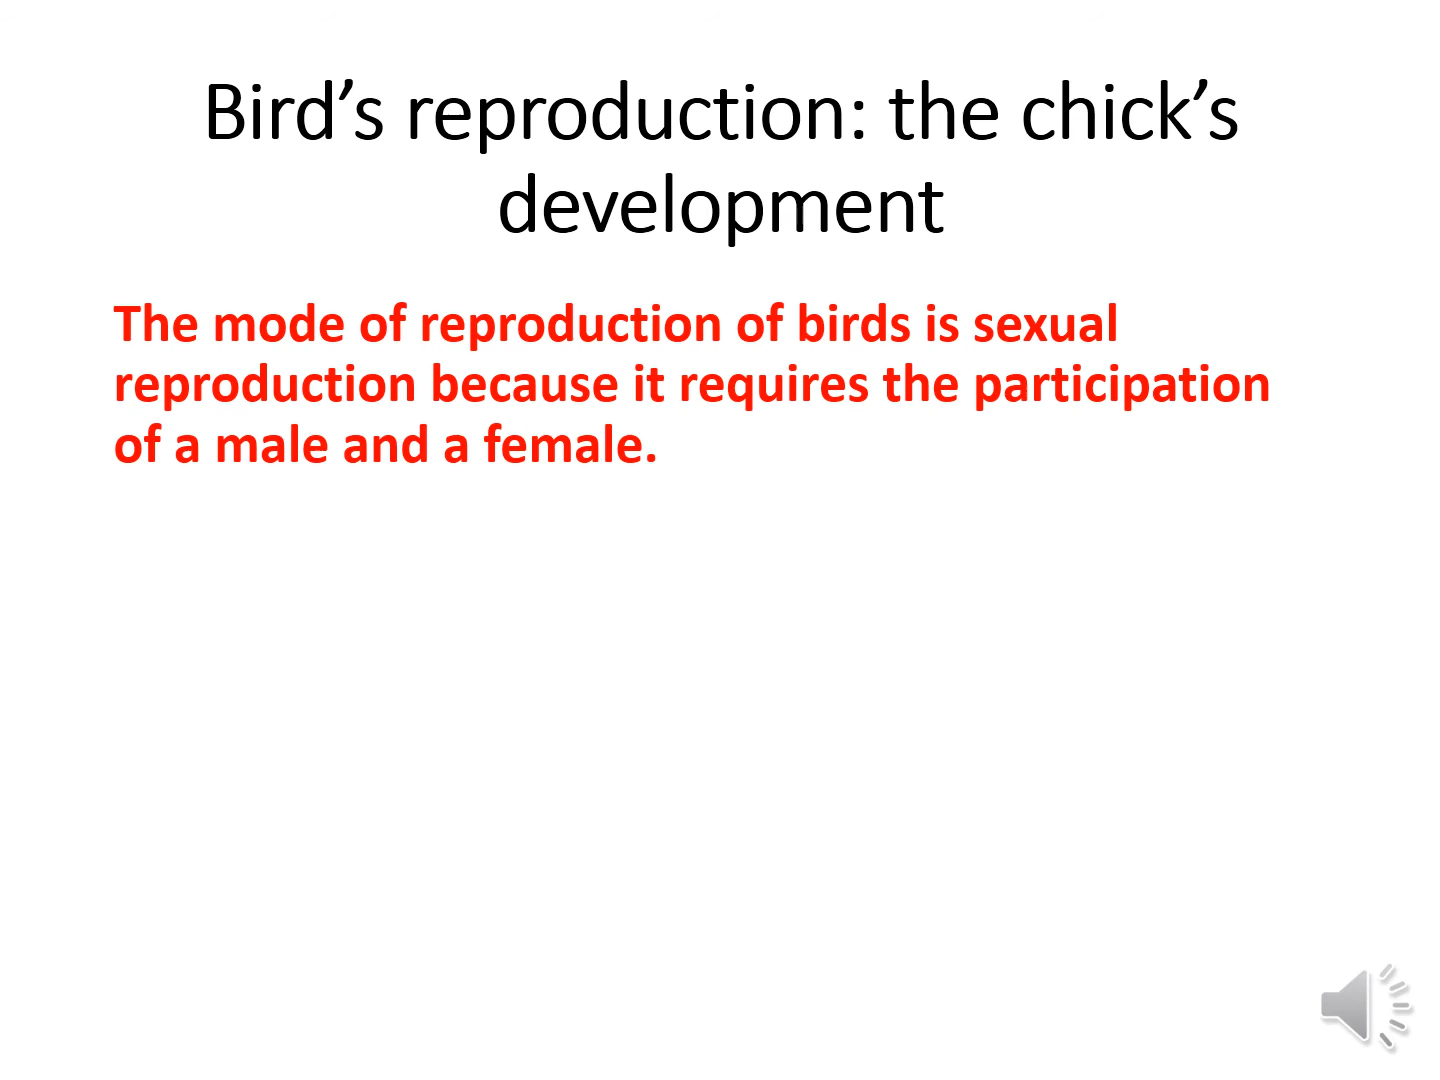 Bird’s reproduction: the chick’s
development
The mode of reproduction of birds is sexual
reproduction because it requires the participation
of a male and a female.